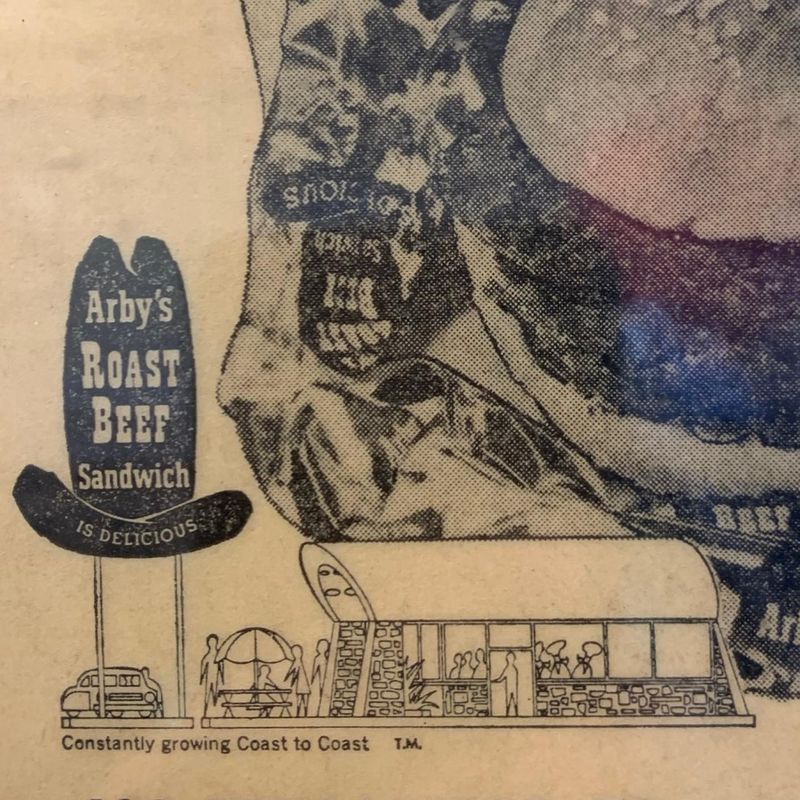 Arby's
ROAST
BEEF
Sandwich
IS DELICIOUS
BEEF
Constantly growing Coast to Coast T.M.